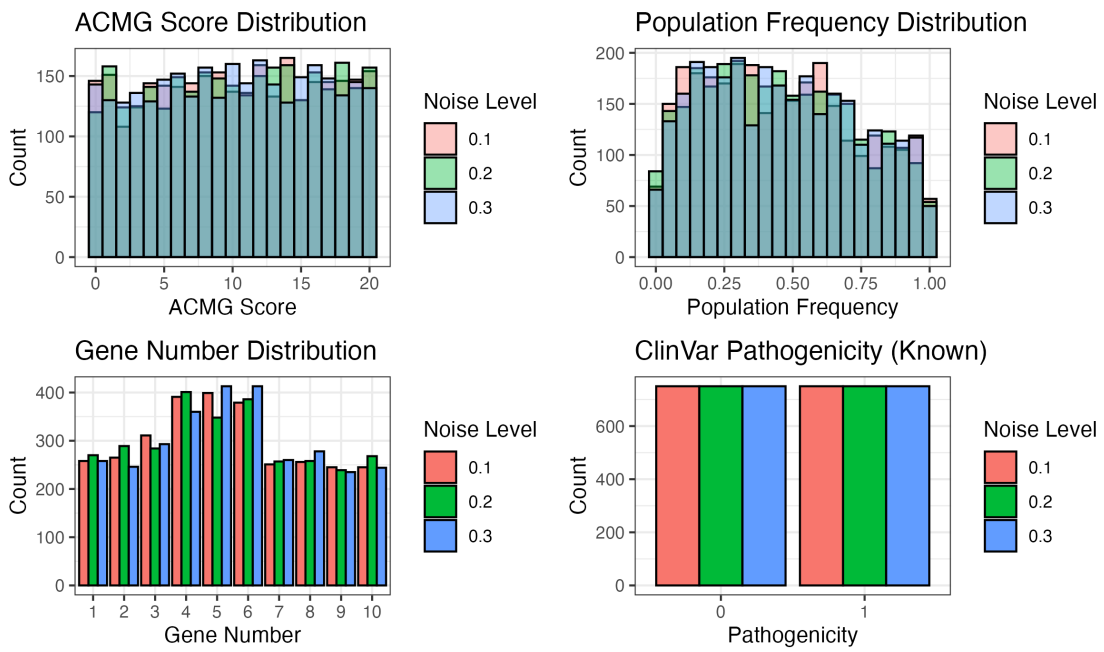 ACMG Score Distribution
Count
150
100
50
0
0 5 10 15 20
ACMG Score
Noise Level
0.1
0.2
0.3
Population Frequency Distribution
Count
200
150
100
50
0
0.00 0.25 0.50 0.75 1.00
Population Frequency
Noise Level
0.1
0.2
0.3
Gene Number Distribution
Count
400
300
200
100
0
1 2 3 4 5 6 7 8 9 10
Gene Number
Noise Level
0.1
0.2
0.3
ClinVar Pathogenicity (Known)
Count
600
400
200
0
0 1
Pathogenicity
Noise Level
0.1
0.2
0.3